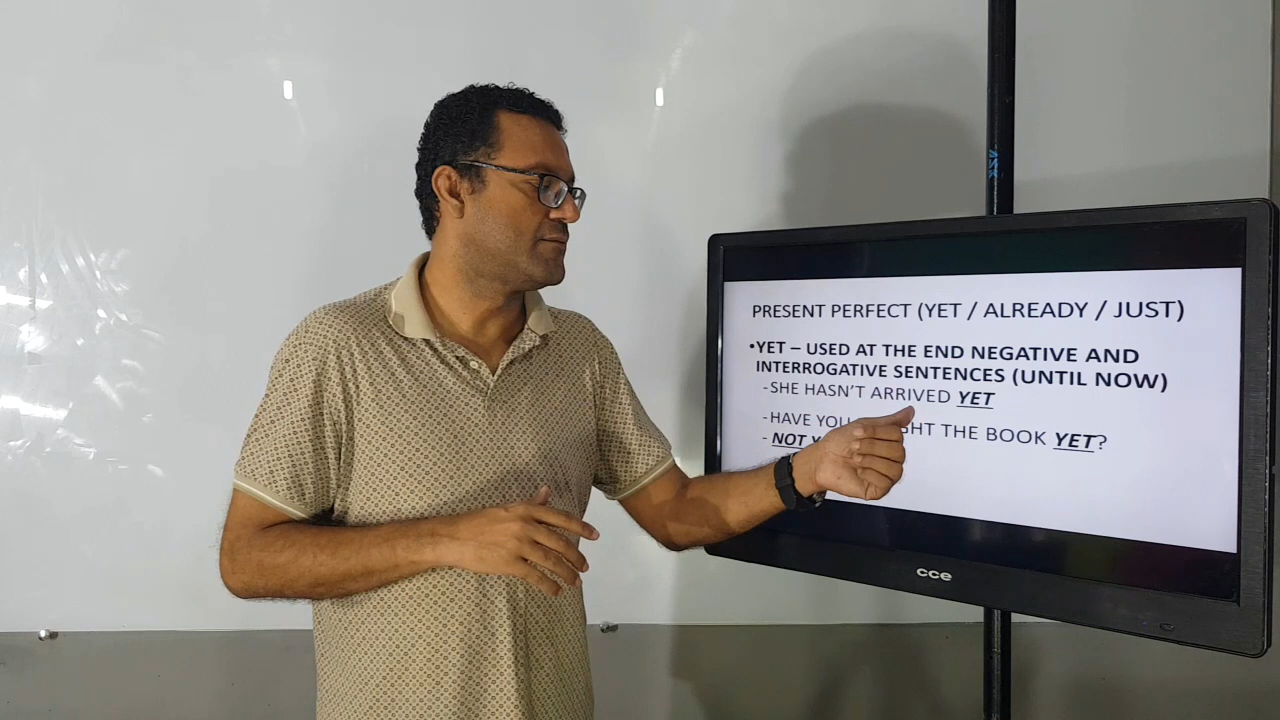 PRESENT PERFECT (YET / ALREADY / JUST)
•YET – USED AT THE END NEGATIVE AND
INTERROGATIVE SENTENCES (UNTIL NOW)
-SHE HASN'T ARRIVED YET
-HAVE THE BOOK YET?
- NOT
cce